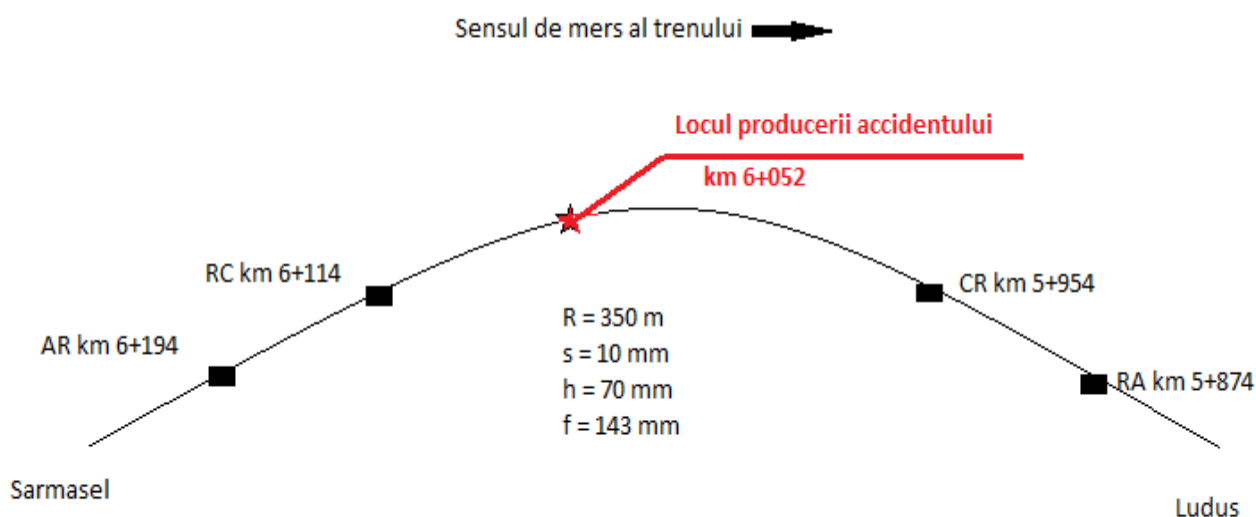 Sensul de mers al trenului
Locul producerii accidentului
km 6+052
RC km 6+114
CR km 5+954
AR km 6+194
R = 350 m
s = 10 mm
h = 70 mm
f = 143 mm
RA km 5+874
Sarmasel
Ludus